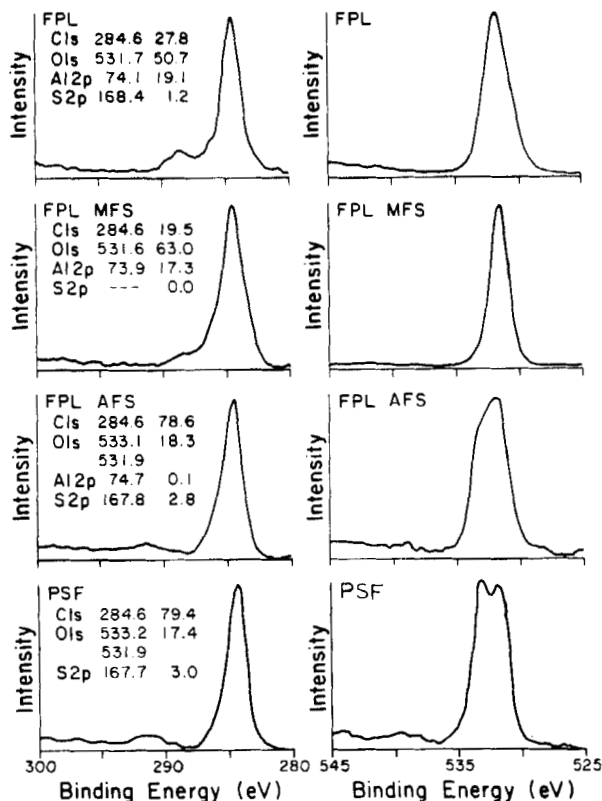 FPL
C1s 284.6 27.8
O1s 531.7 50.7
Al2p 74.1 19.1
S2p 168.4 1.2
Intensity
FPL
Intensity
FPL MFS
C1s 284.6 19.5
O1s 531.6 63.0
Al2p 73.9 17.3
S2p --- 0.0
Intensity
FPL MFS
Intensity
FPL AFS
C1s 284.6 78.6
O1s 533.1 18.3
531.9
Al2p 74.7 0.1
S2p 167.8 2.8
Intensity
FPL AFS
Intensity
PSF
C1s 284.6 79.4
O1s 533.2 17.4
531.9
S2p 167.7 3.0
Intensity
PSF
Intensity
300 290 280
Binding Energy (eV)
545 535 525
Binding Energy (eV)